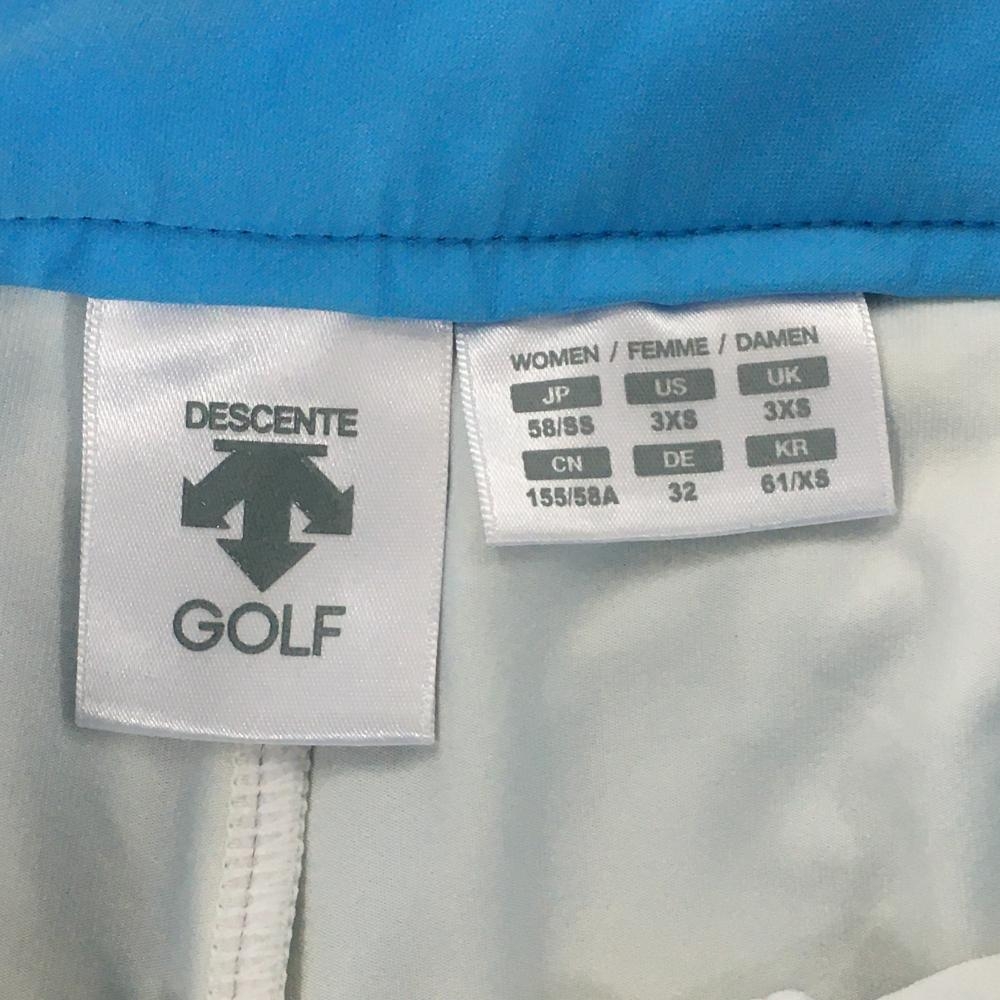 DESCENTE
GOLF
WOMEN / FEMME / DAMEN
JP US UK
58/SS 3XS 3XS
CN DE KR
155/58A 32 61/XS